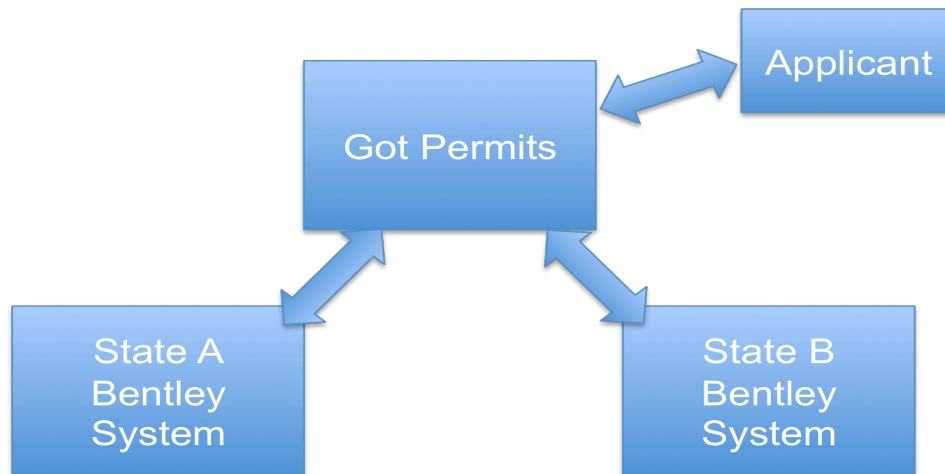 Applicant
Got Permits
State A
Bentley
System
State B
Bentley
System